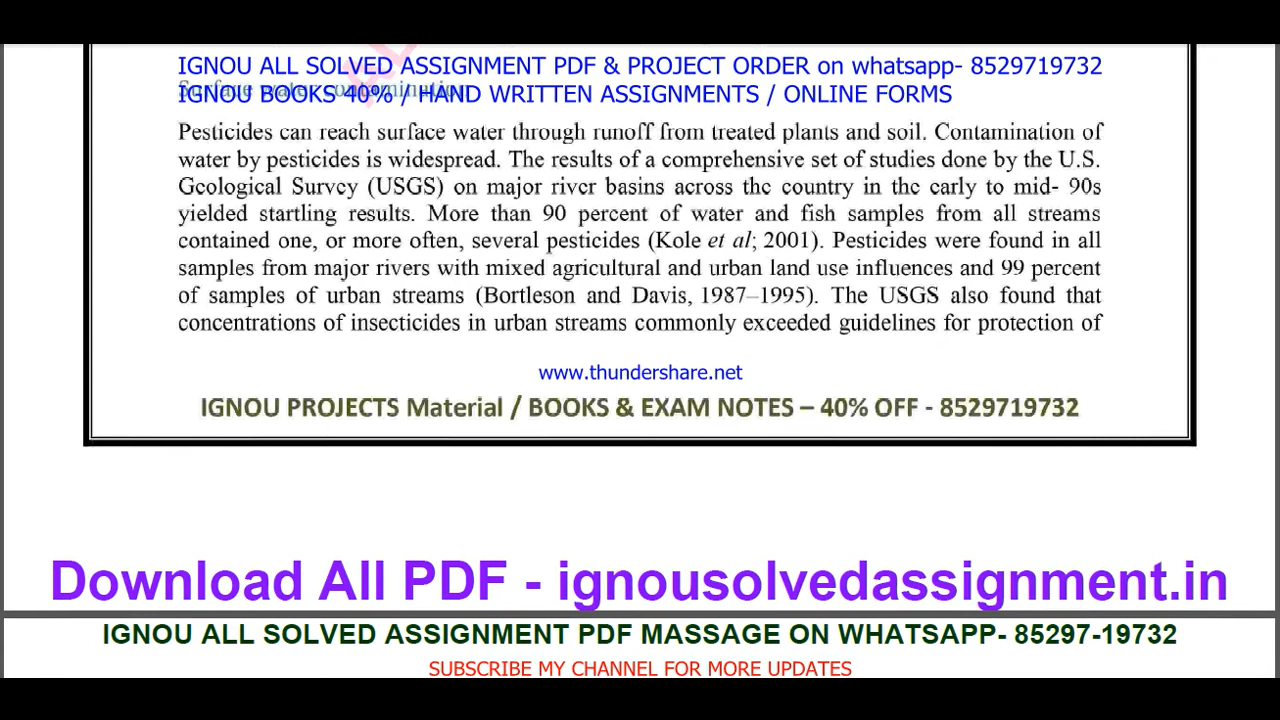 IGNOU ALL SOLVED ASSIGNMENT PDF & PROJECT ORDER on whatsapp- 8529719732
Surface water contamination
IGNOU BOOKS 40% / HAND WRITTEN ASSIGNMENTS / ONLINE FORMS
Pesticides can reach surface water through runoff from treated plants and soil. Contamination of
water by pesticides is widespread. The results of a comprehensive set of studies done by the U.S.
Geological Survey (USGS) on major river basins across the country in the early to mid- 90s
yielded startling results. More than 90 percent of water and fish samples from all streams
contained one, or more often, several pesticides (Kole et al; 2001). Pesticides were found in all
samples from major rivers with mixed agricultural and urban land use influences and 99 percent
of samples of urban streams (Bortleson and Davis, 1987–1995). The USGS also found that
concentrations of insecticides in urban streams commonly exceeded guidelines for protection of
www.thundershare.net
IGNOU PROJECTS Material / BOOKS & EXAM NOTES – 40% OFF - 8529719732
Download All PDF - ignousolvedassignment.in
IGNOU ALL SOLVED ASSIGNMENT PDF MASSAGE ON WHATSAPP- 85297-19732
SUBSCRIBE MY CHANNEL FOR MORE UPDATES